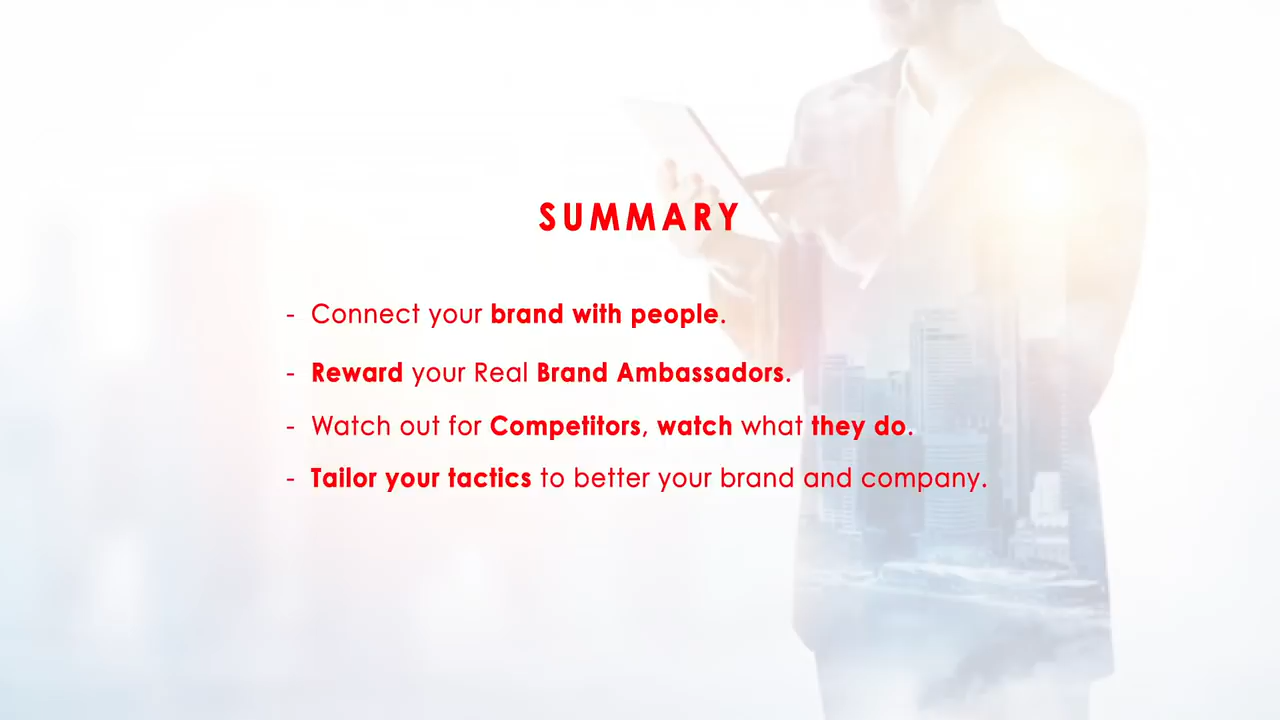 SUMMARY
- Connect your brand with people.
- Reward your Real Brand Ambassadors.
- Watch out for Competitors, watch what they do.
- Tailor your tactics to better your brand and company.